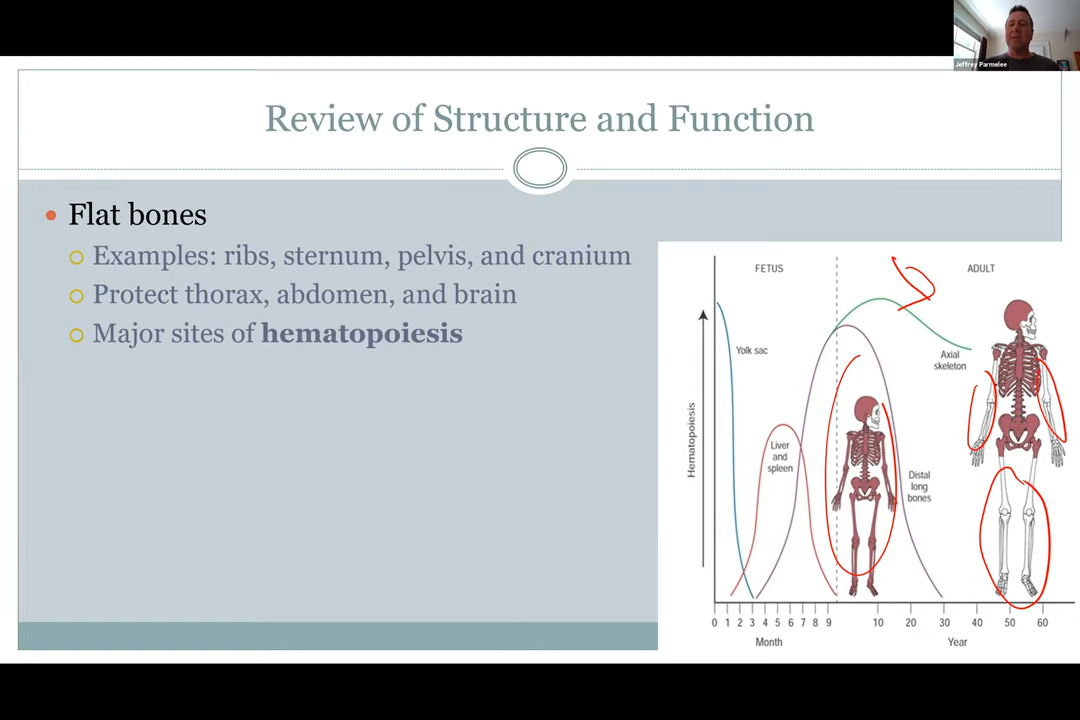 Jeffrey Parmelee
Review of Structure and Function
Flat bones
Examples: ribs, sternum, pelvis, and cranium
Protect thorax, abdomen, and brain
Major sites of hematopoiesis
FETUS
ADULT
Yolk sac
Axial
skeleton
Hematopoiesis
Liver
and
spleen
Distal
long
bones
0 1 2 3 4 5 6 7 8 9 10 20 30 40 50 60
Month
Year